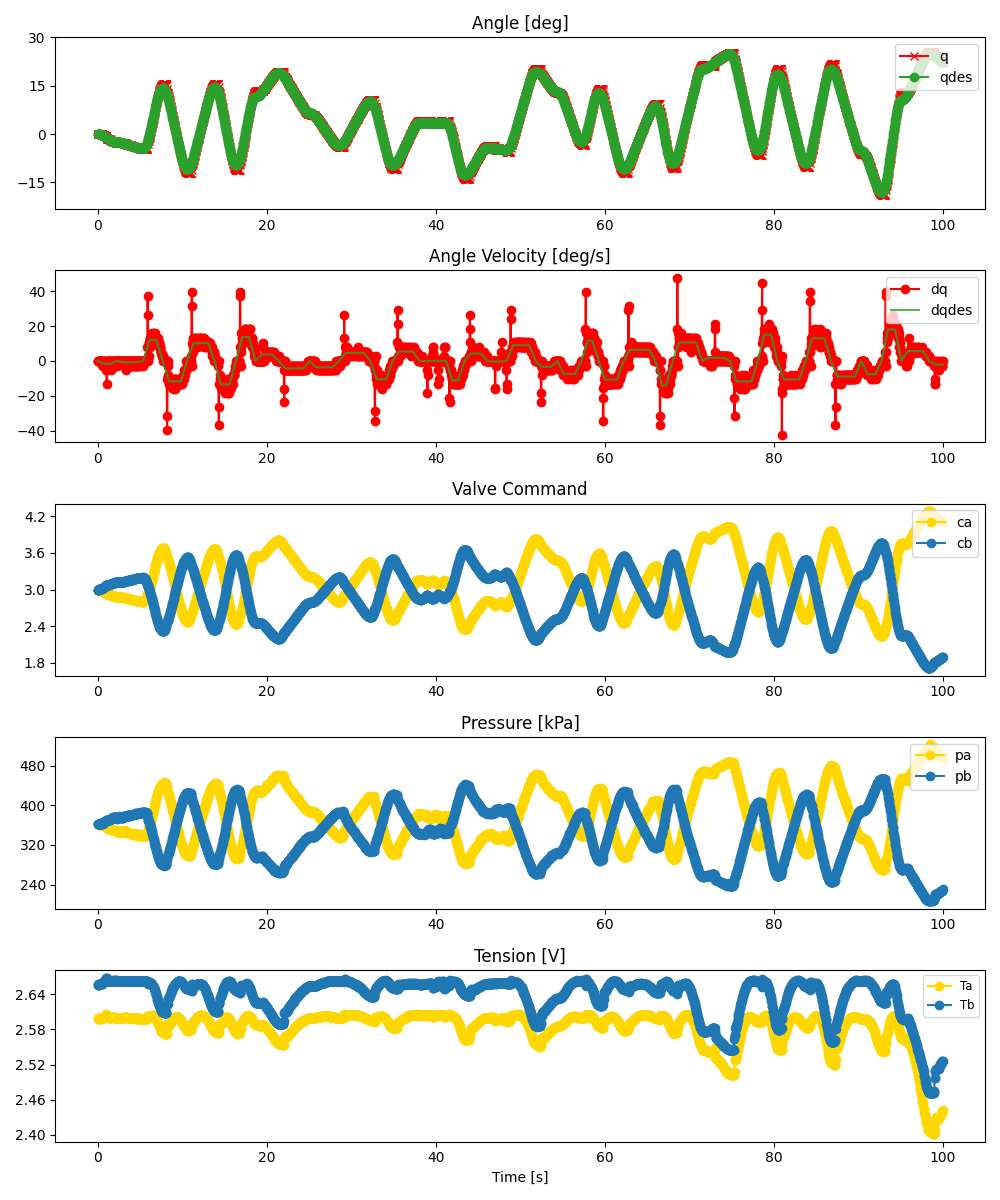 Angle [deg]
30
15
0
−15
q
qdes
0 20 40 60 80 100
Angle Velocity [deg/s]
40
20
0
−20
−40
dq
dqdes
0 20 40 60 80 100
Valve Command
4.2
3.6
3.0
2.4
1.8
ca
cb
0 20 40 60 80 100
Pressure [kPa]
480
400
320
240
pa
pb
0 20 40 60 80 100
Tension [V]
2.64
2.58
2.52
2.46
2.40
Ta
Tb
0 20 40 60 80 100
Time [s]